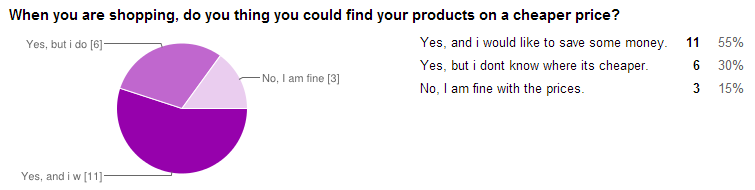 When you are shopping, do you thing you could find your products on a cheaper price?
Yes, but i do [6]
No, I am fine [3]
Yes, and i w [11]
Yes, and i would like to save some money. 11 55%
Yes, but i dont know where its cheaper. 6 30%
No, I am fine with the prices. 3 15%